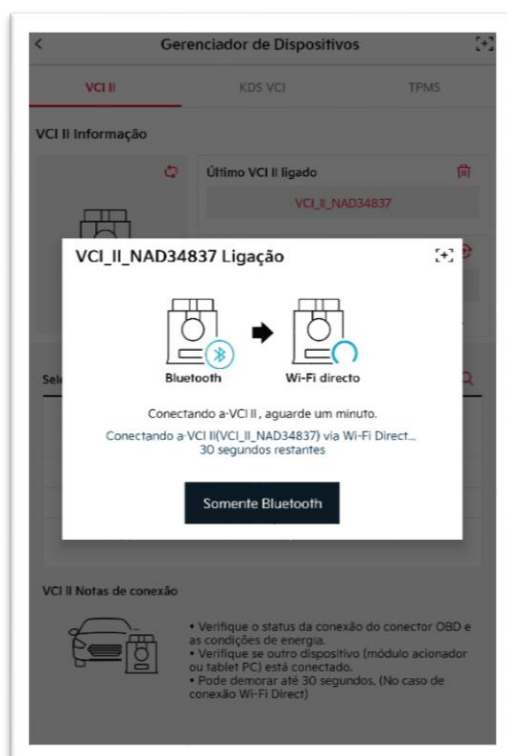 Gerenciador de Dispositivos
VCI II
KDS VCI
TPMS
VCI II Informação
Último VCI II ligado
VCI_II_NAD34837
VCI_II_NAD34837 Ligação
Bluetooth
Wi-Fi directo
Sele
Conectando a-VCI II, aguarde um minuto.
Conectando a-VCI II(VCI_II_NAD34837) via Wi-Fi Direct...
30 segundos restantes
Somente Bluetooth
VCI II Notas de conexão
• Verifique o status da conexão do conector OBD e
as condições de energia.
• Verifique se outro dispositivo (módulo acionador
ou tablet PC) está conectado.
• Pode demorar até 30 segundos. (No caso de
conexão Wi-Fi Direct)